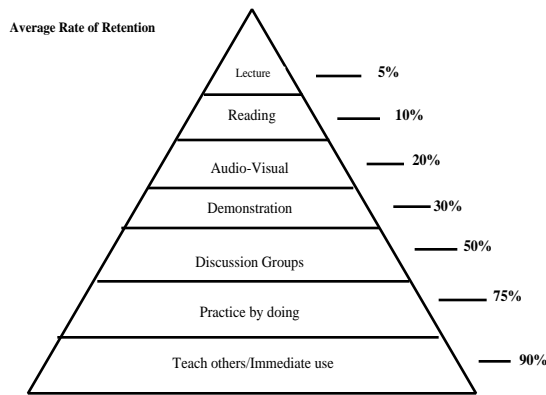 Average Rate of Retention
Lecture 5%
Reading 10%
Audio-Visual 20%
Demonstration 30%
Discussion Groups 50%
Practice by doing 75%
Teach others/Immediate use 90%